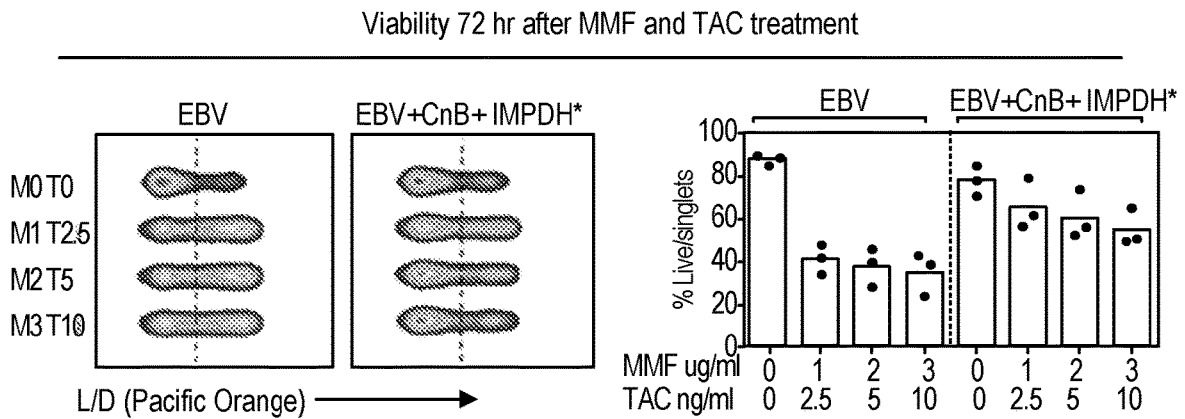 Viability 72 hr after MMF and TAC treatment
EBV
EBV+CnB+ IMPDH*
M0 T0
M1 T2.5
M2 T5
M3 T10
L/D (Pacific Orange)
EBV
EBV+CnB+ IMPDH*
% Live/singlets
100
80
60
40
20
0
MMF ug/ml 0 1 2 3 0 1 2 3
TAC ng/ml 0 2.5 5 10 0 2.5 5 10